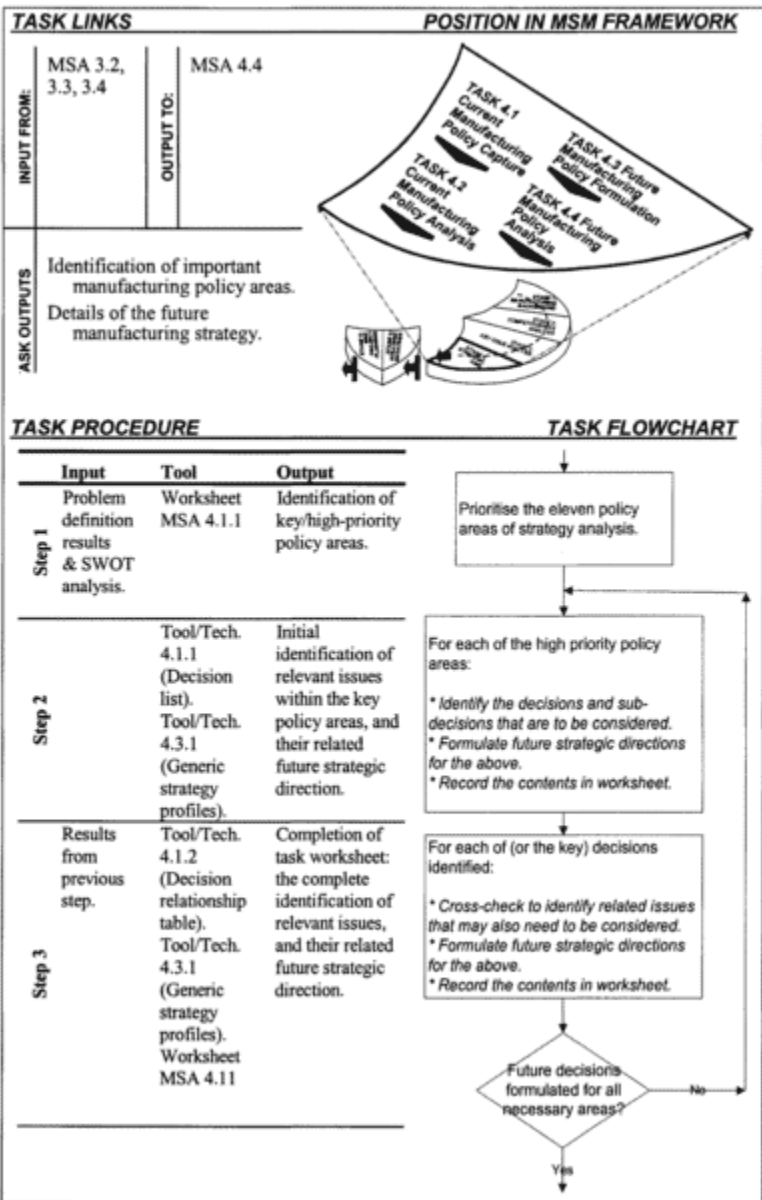 TASK LINKS
POSITION IN MSM FRAMEWORK
INPUT FROM:
MSA 3.2,
3.3, 3.4
OUTPUT TO:
MSA 4.4
TASK 4.1
Current
Manufacturing
Policy Capture
TASK 4.2
Current
Manufacturing
Policy Analysis
TASK 4.3 Future
Manufacturing
Policy Formulation
TASK 4.4 Future
Manufacturing
Policy
Analysis
ASK OUTPUTS
Identification of important
manufacturing policy areas.
Details of the future
manufacturing strategy.
TASK PROCEDURE
TASK FLOWCHART
Input Tool Output
Step 1
Problem
definition
results
& SWOT
analysis.
Worksheet
MSA 4.1.1
Identification of
key/high-priority
policy areas.
Step 2
Tool/Tech.
4.1.1
(Decision
list).
Tool/Tech.
4.3.1
(Generic
strategy
profiles).
Initial
identification of
relevant issues
within the key
policy areas, and
their related
future strategic
direction.
Step 3
Results
from
previous
step.
Tool/Tech.
4.1.2
(Decision
relationship
table).
Tool/Tech.
4.3.1
(Generic
strategy
profiles).
Worksheet
MSA 4.11
Completion of
task worksheet:
the complete
identification of
relevant issues,
and their related
future strategic
direction.
Prioritise the eleven policy
areas of strategy analysis.
For each of the high priority policy
areas:
* Identify the decisions and sub-
decisions that are to be considered.
* Formulate future strategic directions
for the above.
* Record the contents in worksheet.
For each of (or the key) decisions
identified:
* Cross-check to identify related issues
that may also need to be considered.
* Formulate future strategic directions
for the above.
* Record the contents in worksheet.
Future decisions
formulated for all
necessary areas?
No
Yes